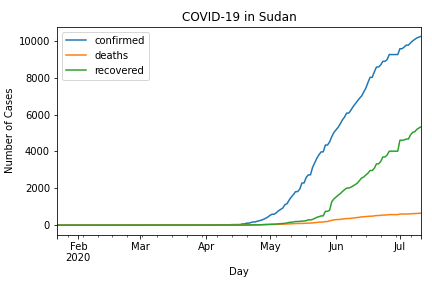 COVID-19 in Sudan
confirmed
deaths
recovered
Number of Cases
10000
8000
6000
4000
2000
0
Feb
2020
Mar
Apr
May
Jun
Jul
Day